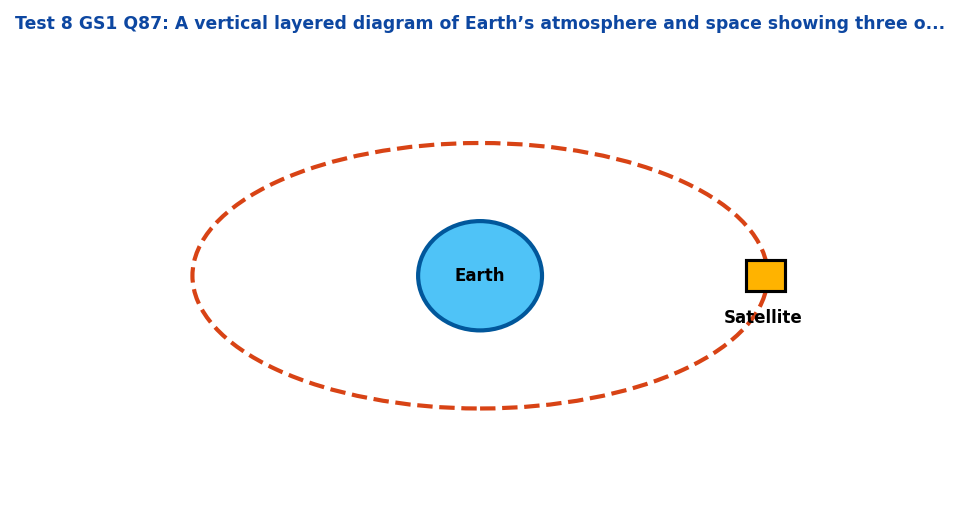 Test 8 GS1 Q87: A vertical layered diagram of Earth’s atmosphere and space showing three o...
Earth
Satellite